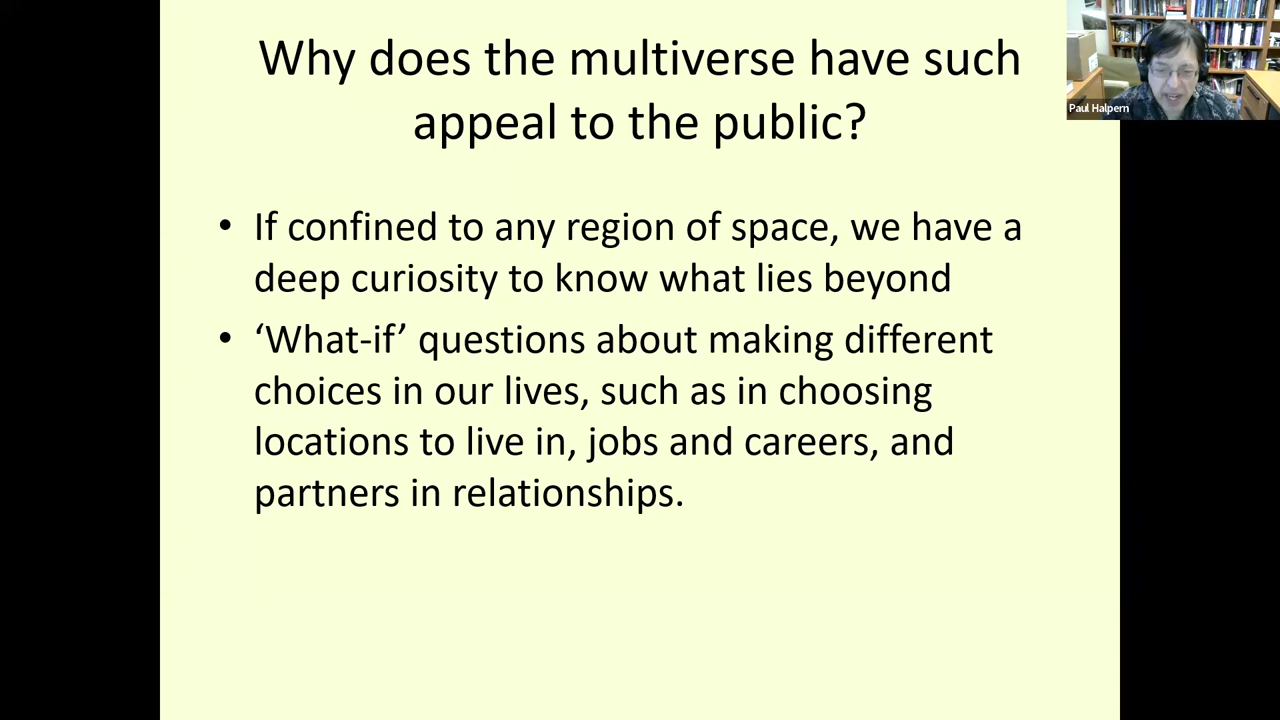 Why does the multiverse have such
appeal to the public?
Paul Halpern
• If confined to any region of space, we have a
deep curiosity to know what lies beyond
• ‘What-if’ questions about making different
choices in our lives, such as in choosing
locations to live in, jobs and careers, and
partners in relationships.